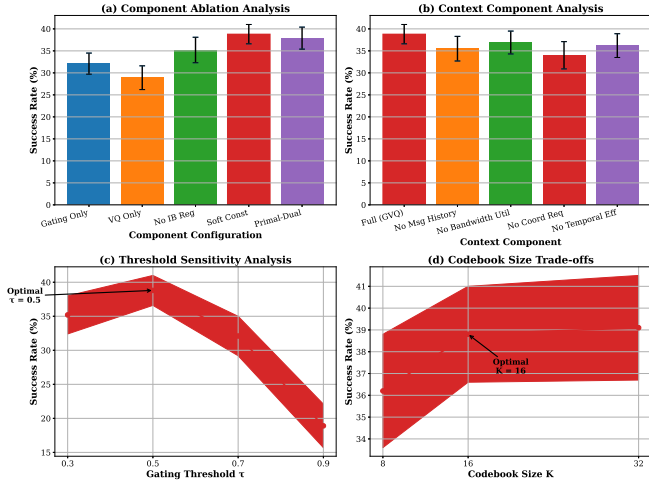 (a) Component Ablation Analysis
40
35
30
25
20
15
10
5
0
Success Rate (%)
Gating Only
VQ Only
No IB Reg
Soft Const
Primal-Dual
Component Configuration
(b) Context Component Analysis
40
35
30
25
20
15
10
5
0
Success Rate (%)
Full (GVQ)
No Msg History
No Bandwidth Util
No Coord Req
No Temporal Eff
Context Component
(c) Threshold Sensitivity Analysis
40
35
30
25
20
15
Success Rate (%)
Optimal
τ = 0.5
0.3
0.5
0.7
0.9
Gating Threshold τ
(d) Codebook Size Trade-offs
41
40
39
38
37
36
35
34
Success Rate (%)
Optimal
K = 16
8
16
32
Codebook Size K